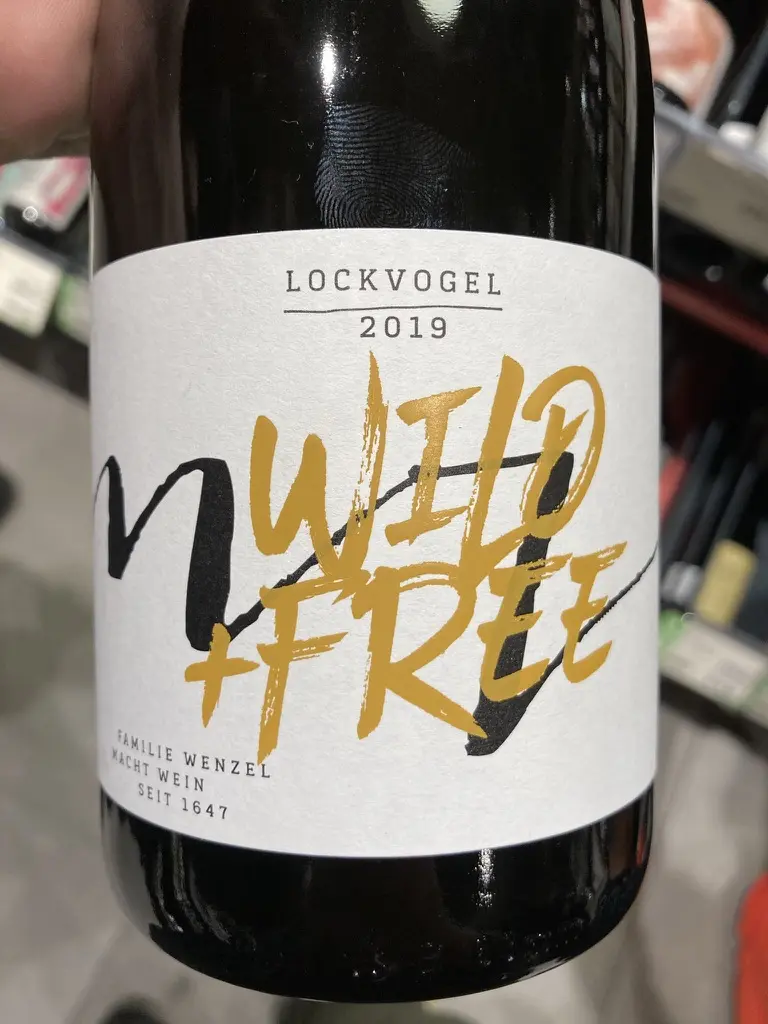 LOCKVOGEL
2019
WILD
+FREE
FAMILIE WENZEL
MACHT WEIN
SEIT 1647